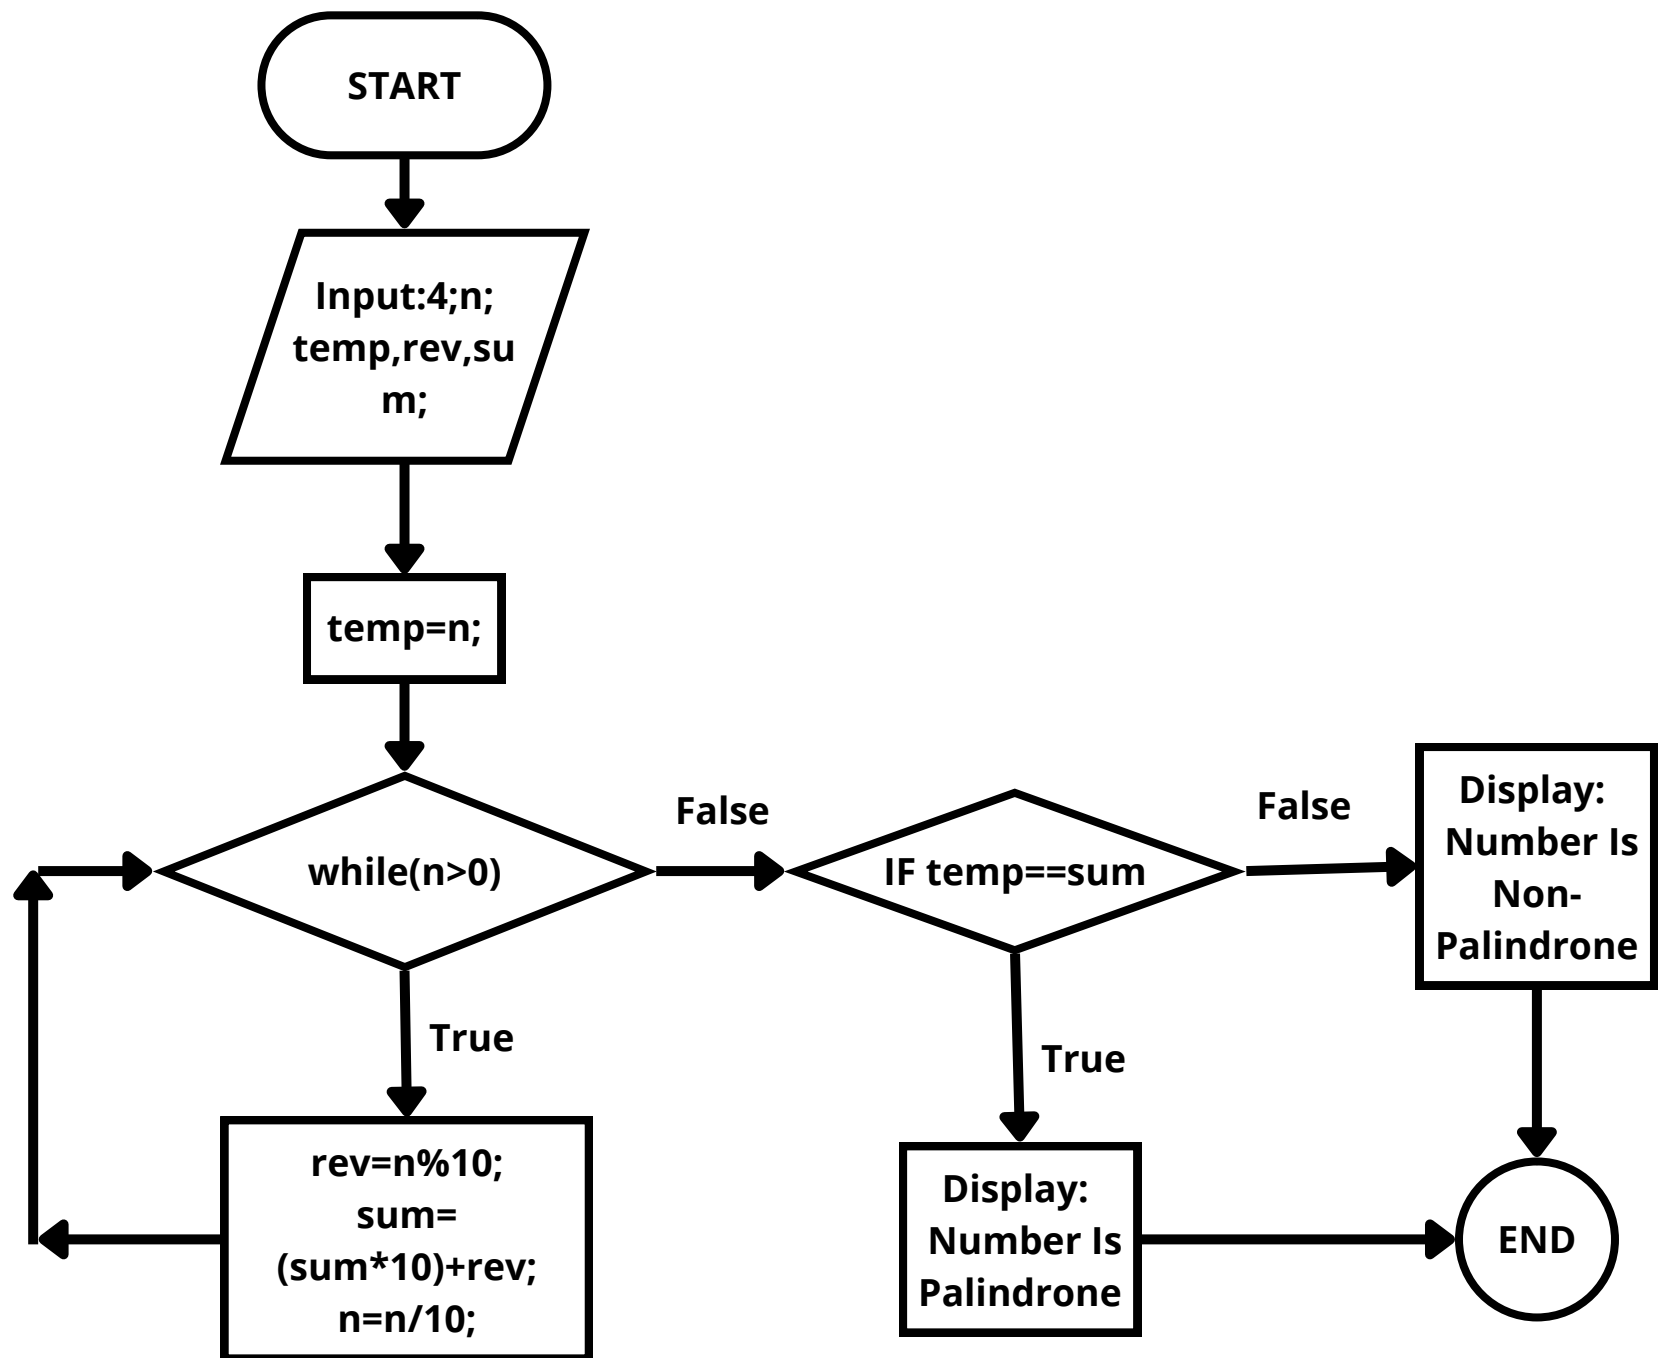 START
Input:4;n;
temp,rev,su
m;
temp=n;
while(n>0)
False
IF temp==sum
False
Display:
Number Is
Non-
Palindrone
True
rev=n%10;
sum=
(sum*10)+rev;
n=n/10;
True
Display:
Number Is
Palindrone
END